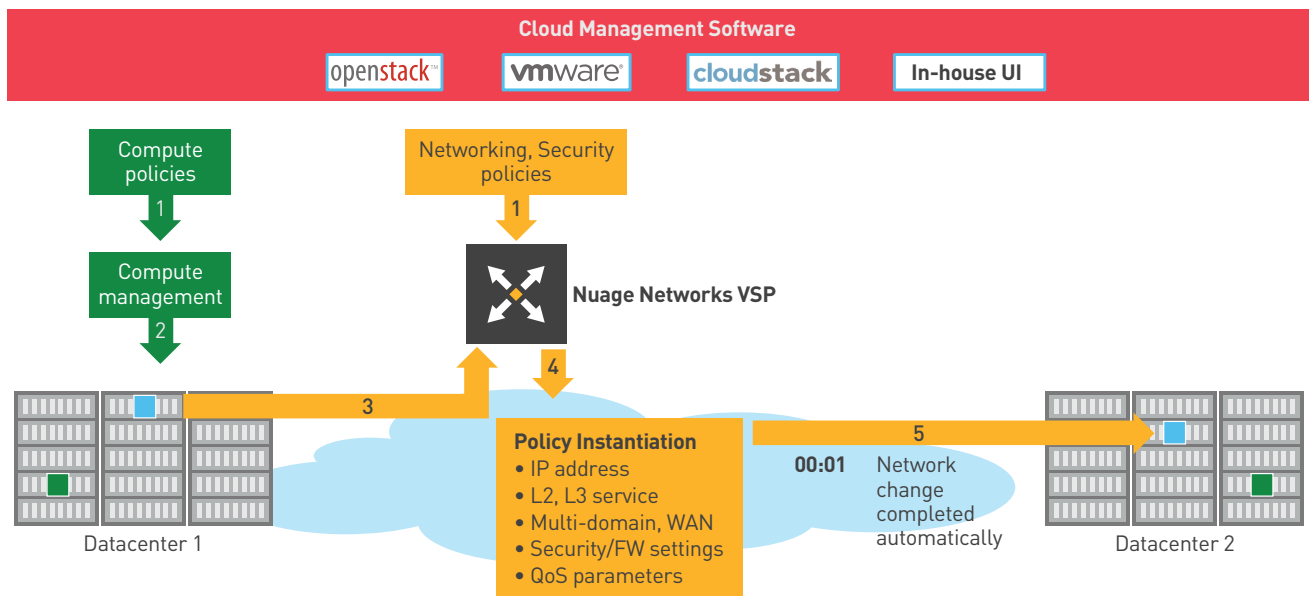 Cloud Management Software
openstack™
vmware®
cloudstack
In-house UI
Compute
policies
1
Compute
management
2
Networking, Security
policies
1
Nuage Networks VSP
3
4
Policy Instantiation
• IP address
• L2, L3 service
• Multi-domain, WAN
• Security/FW settings
• QoS parameters
5
00:01 Network
change
completed
automatically
Datacenter 1
Datacenter 2